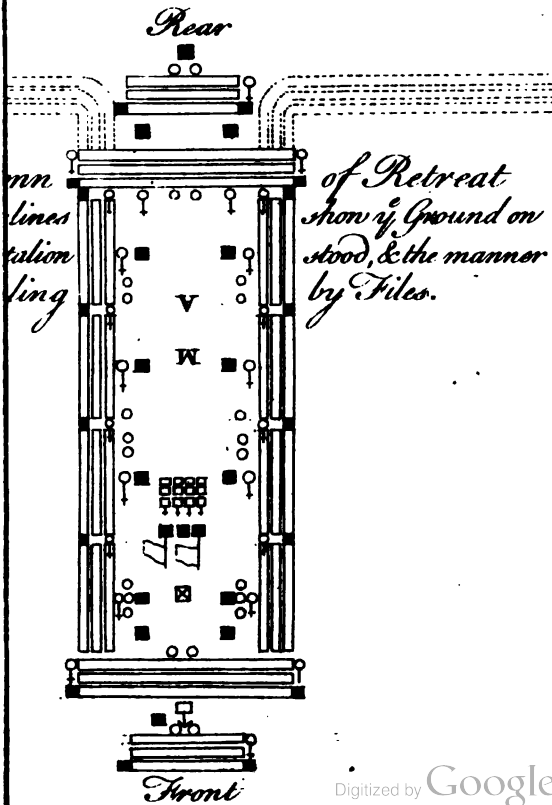 Rear
mn of Retreat
lines shon yᵉ Ground on
talion stood, & the manner
ling by Files.
A
M
Front
Digitized by Google